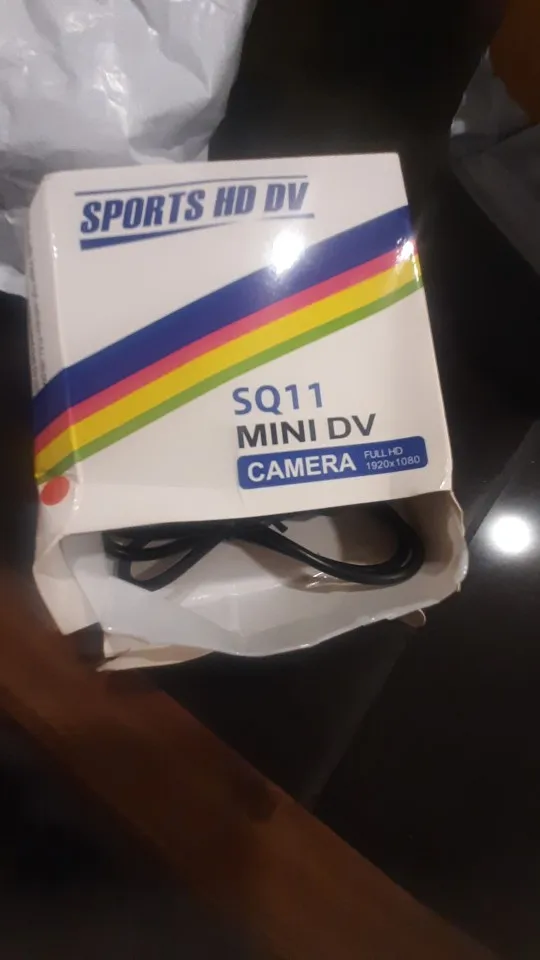 SPORTS HD DV
SQ11
MINI DV
CAMERA FULL HD
1920x1080